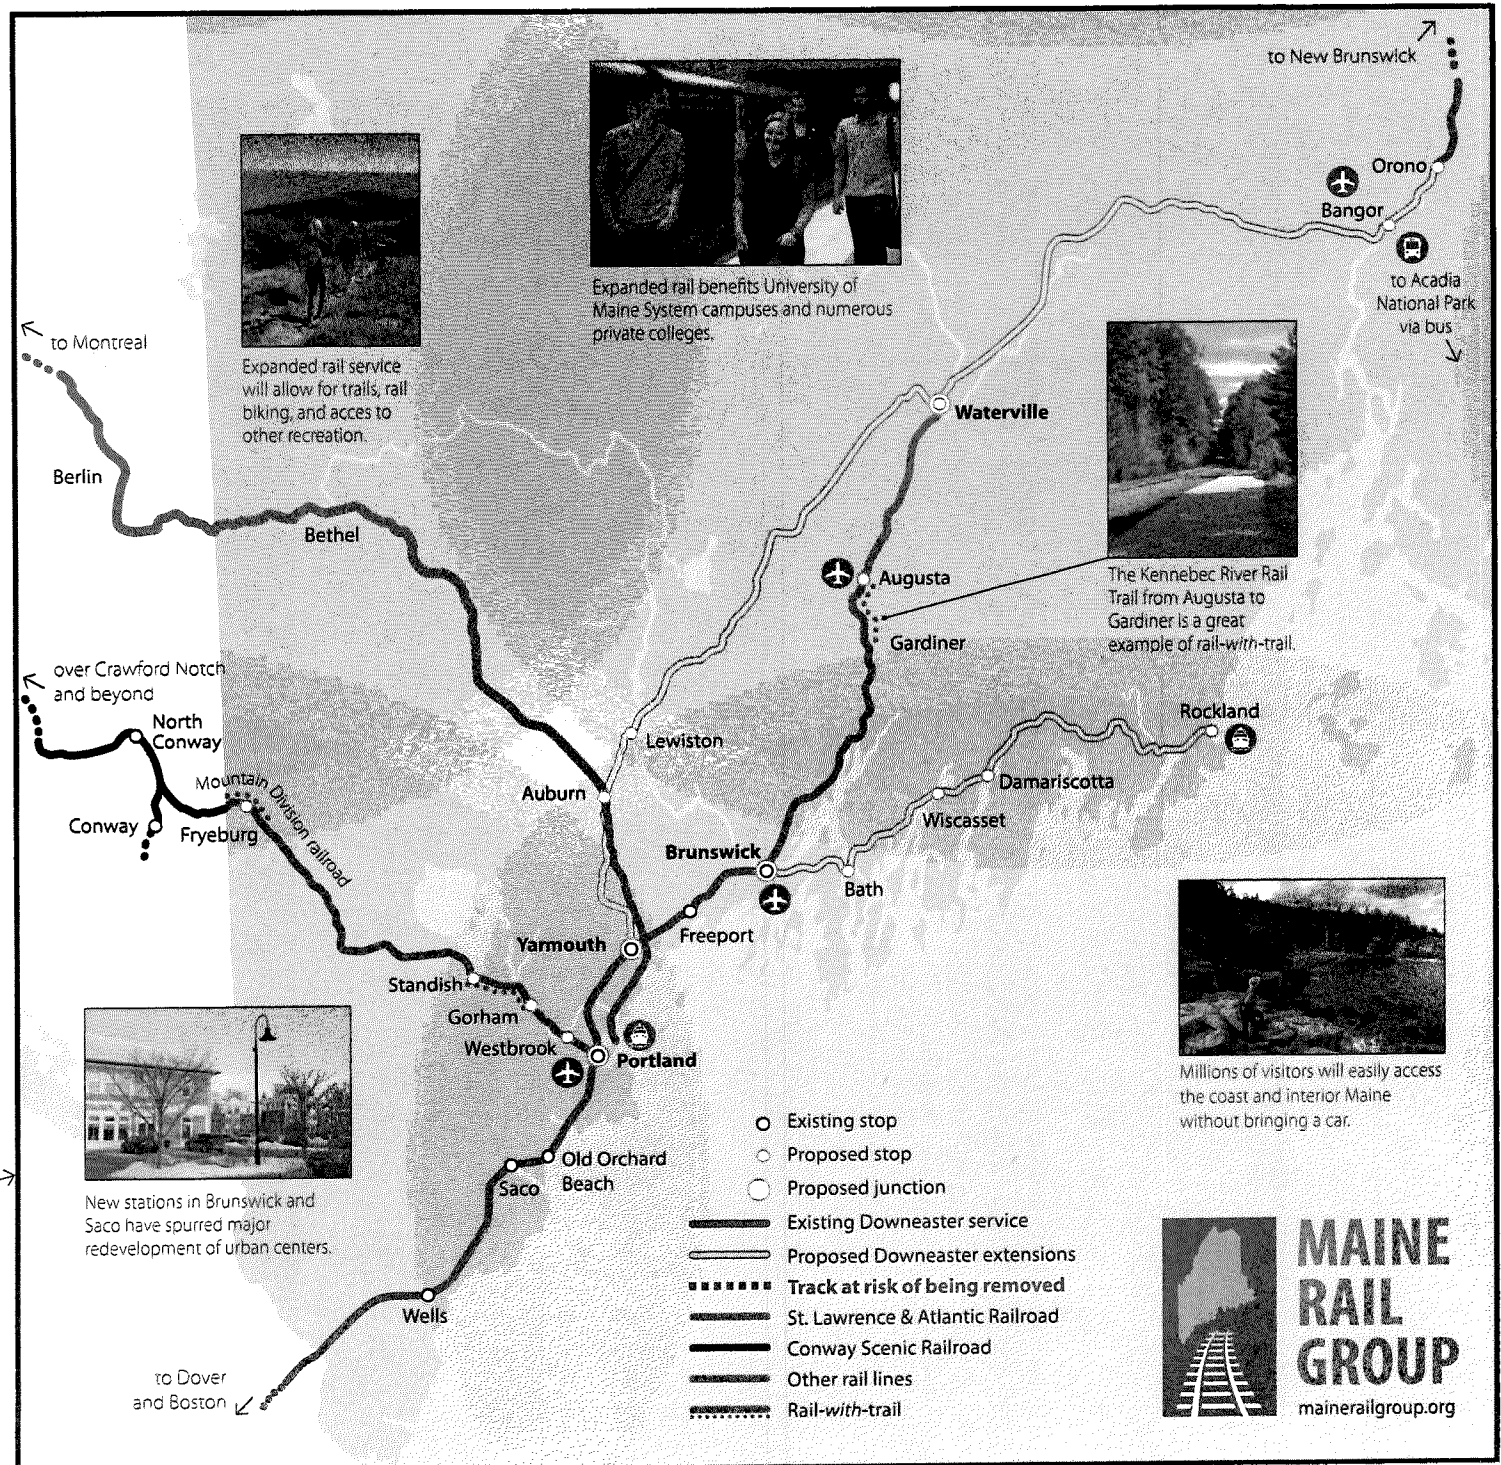 to New Brunswick
Orono
Bangor
to Acadia
National Park
via bus
Expanded rail benefits University of
Maine System campuses and numerous
private colleges.
to Montreal
Expanded rail service
will allow for trails, rail
biking, and acces to
other recreation.
Waterville
Berlin
Bethel
Augusta
Gardiner
The Kennebec River Rail
Trail from Augusta to
Gardiner is a great
example of rail-with-trail.
over Crawford Notch
and beyond
North
Conway
Mountain Division railroad
Conway
Fryeburg
Rockland
Lewiston
Auburn
Damariscotta
Wiscasset
Brunswick
Bath
Freeport
Yarmouth
Standish
Gorham
Westbrook
Portland
Millions of visitors will easily access
the coast and interior Maine
without bringing a car.
Old Orchard
Beach
Saco
New stations in Brunswick and
Saco have spurred major
redevelopment of urban centers.
Wells
to Dover
and Boston
Existing stop
Proposed stop
Proposed junction
Existing Downeaster service
Proposed Downeaster extensions
Track at risk of being removed
St. Lawrence & Atlantic Railroad
Conway Scenic Railroad
Other rail lines
Rail-with-trail
MAINE
RAIL
GROUP
mainerailgroup.org